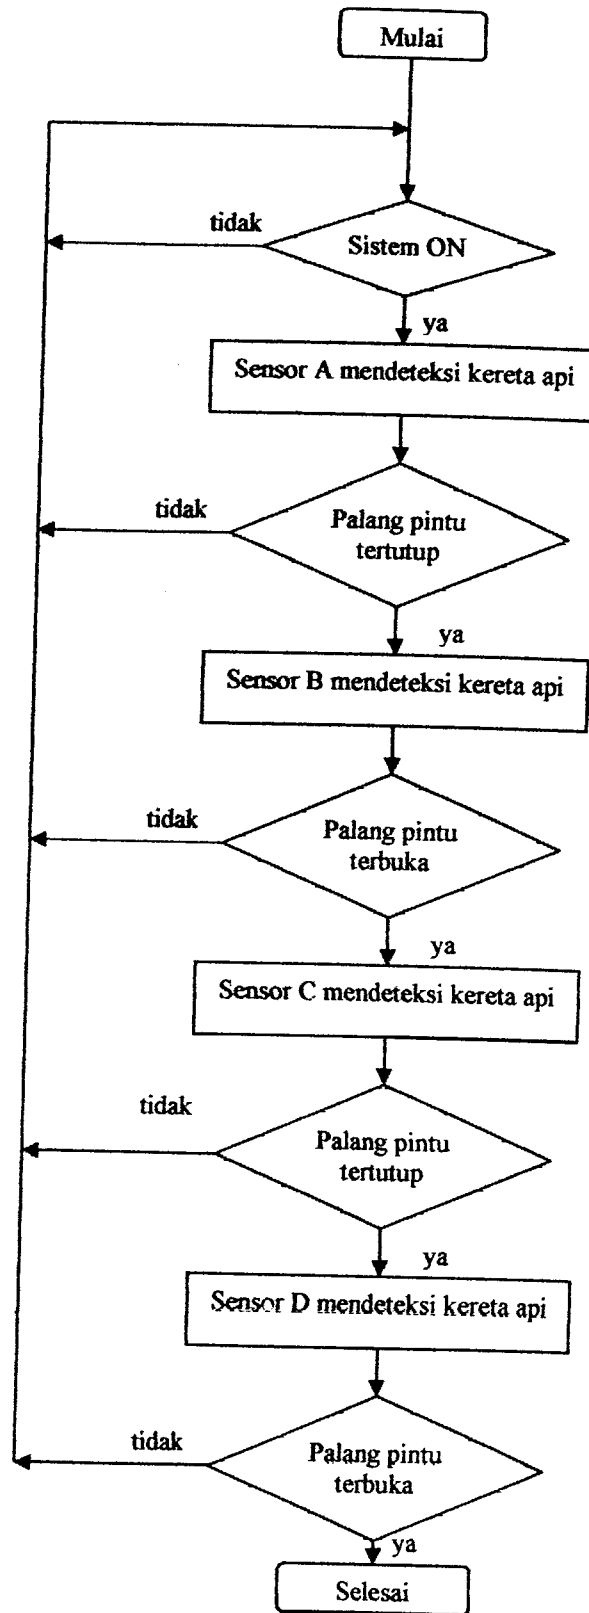 Mulai
tidak
Sistem ON
ya
Sensor A mendeteksi kereta api
tidak
Palang pintu
tertutup
ya
Sensor B mendeteksi kereta api
tidak
Palang pintu
terbuka
ya
Sensor C mendeteksi kereta api
tidak
Palang pintu
tertutup
ya
Sensor D mendeteksi kereta api
tidak
Palang pintu
terbuka
ya
Selesai